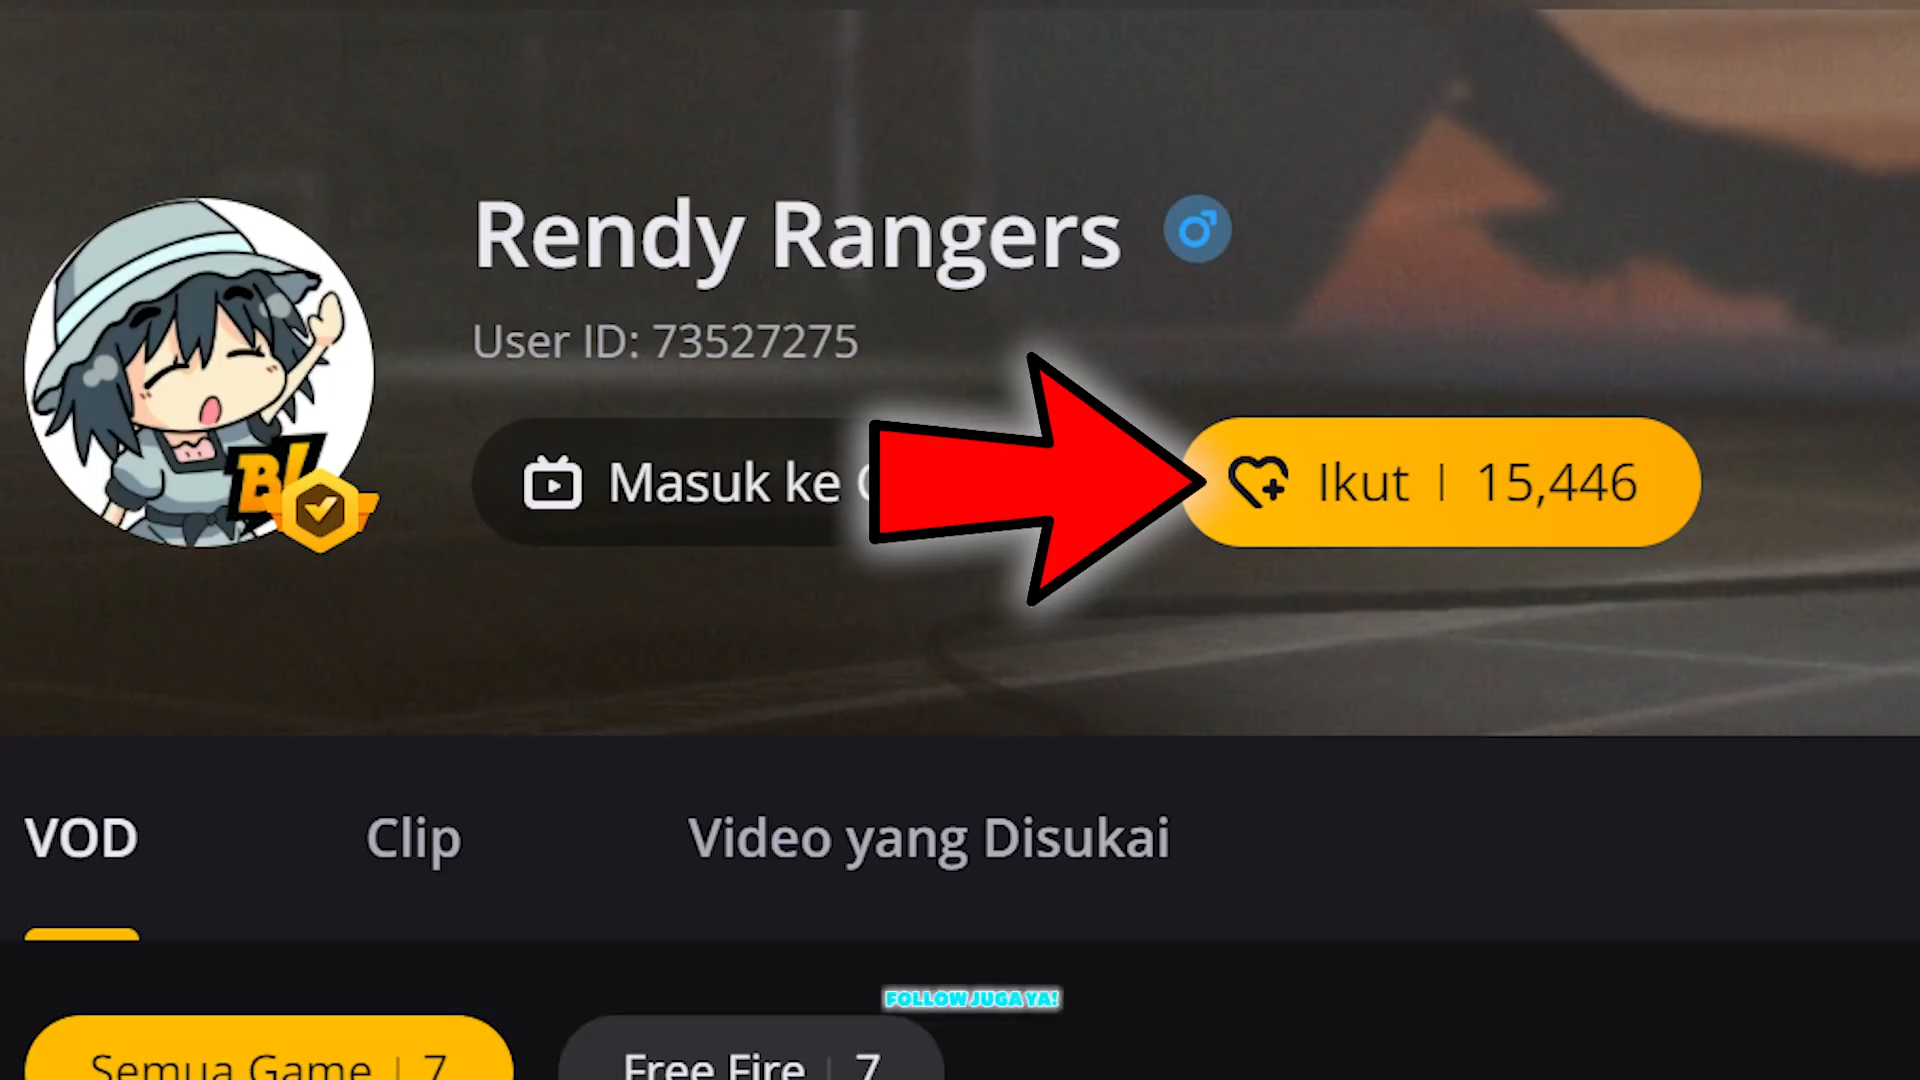 Rendy Rangers
User ID: 73527275
Masuk ke
Ikut | 15,446
VOD
Clip
Video yang Disukai
FOLLOW JUGA YA!
Semua Game | 7
Free Fire | 7